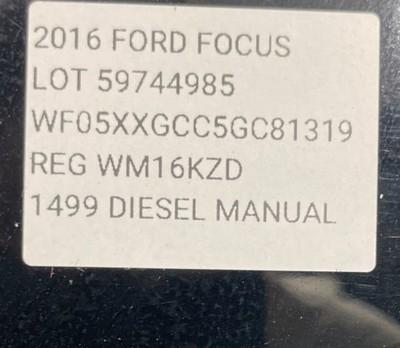 2016 FORD FOCUS
LOT 59744985
WF05XXGCC5GC81319
REG WM16KZD
1499 DIESEL MANUAL